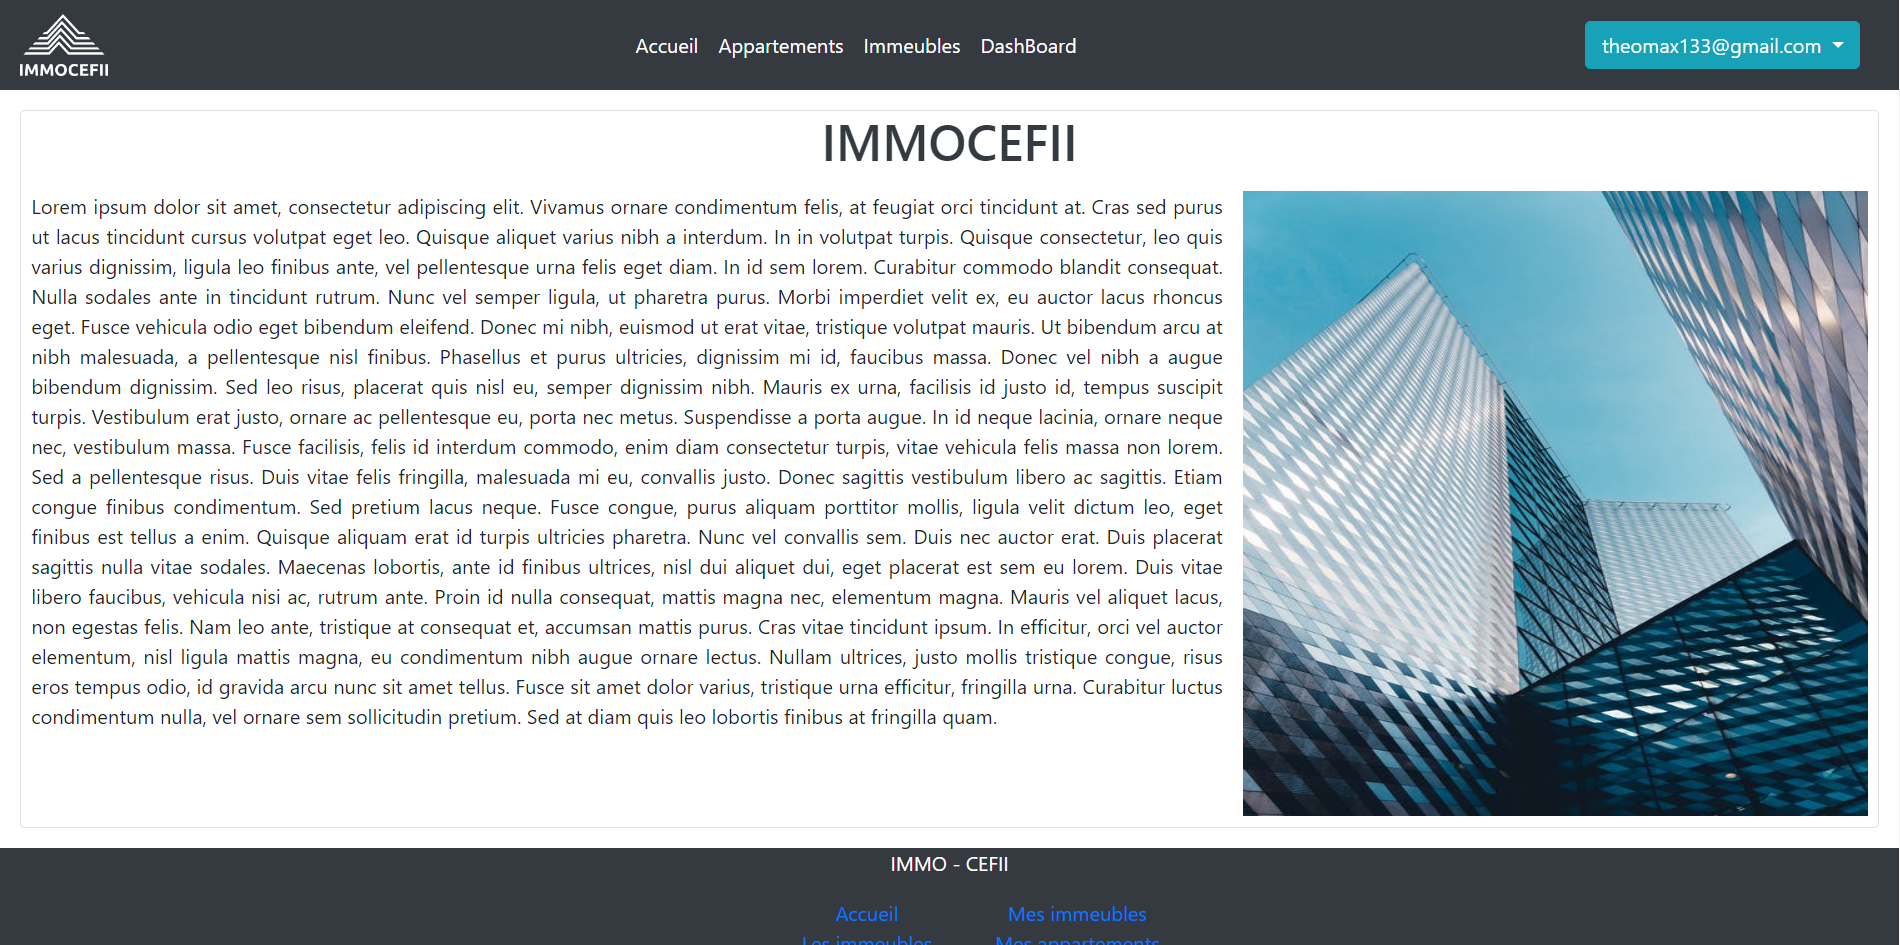 IMMOCEFII
Accueil Appartements Immeubles DashBoard
theomax133@gmail.com
IMMOCEFII
Lorem ipsum dolor sit amet, consectetur adipiscing elit. Vivamus ornare condimentum felis, at feugiat orci tincidunt at. Cras sed purus
ut lacus tincidunt cursus volutpat eget leo. Quisque aliquet varius nibh a interdum. In in volutpat turpis. Quisque consectetur, leo quis
varius dignissim, ligula leo finibus ante, vel pellentesque urna felis eget diam. In id sem lorem. Curabitur commodo blandit consequat.
Nulla sodales ante in tincidunt rutrum. Nunc vel semper ligula, ut pharetra purus. Morbi imperdiet velit ex, eu auctor lacus rhoncus
eget. Fusce vehicula odio eget bibendum eleifend. Donec mi nibh, euismod ut erat vitae, tristique volutpat mauris. Ut bibendum arcu at
nibh malesuada, a pellentesque nisl finibus. Phasellus et purus ultricies, dignissim mi id, faucibus massa. Donec vel nibh a augue
bibendum dignissim. Sed leo risus, placerat quis nisl eu, semper dignissim nibh. Mauris ex urna, facilisis id justo id, tempus suscipit
turpis. Vestibulum erat justo, ornare ac pellentesque eu, porta nec metus. Suspendisse a porta augue. In id neque lacinia, ornare neque
nec, vestibulum massa. Fusce facilisis, felis id interdum commodo, enim diam consectetur turpis, vitae vehicula felis massa non lorem.
Sed a pellentesque risus. Duis vitae felis fringilla, malesuada mi eu, convallis justo. Donec sagittis vestibulum libero ac sagittis. Etiam
congue finibus condimentum. Sed pretium lacus neque. Fusce congue, purus aliquam porttitor mollis, ligula velit dictum leo, eget
finibus est tellus a enim. Quisque aliquam erat id turpis ultricies pharetra. Nunc vel convallis sem. Duis nec auctor erat. Duis placerat
sagittis nulla vitae sodales. Maecenas lobortis, ante id finibus ultrices, nisl dui aliquet dui, eget placerat est sem eu lorem. Duis vitae
libero faucibus, vehicula nisi ac, rutrum ante. Proin id nulla consequat, mattis magna nec, elementum magna. Mauris vel aliquet lacus,
non egestas felis. Nam leo ante, tristique at consequat et, accumsan mattis purus. Cras vitae tincidunt ipsum. In efficitur, orci vel auctor
elementum, nisl ligula mattis magna, eu condimentum nibh augue ornare lectus. Nullam ultrices, justo mollis tristique congue, risus
eros tempus odio, id gravida arcu nunc sit amet tellus. Fusce sit amet dolor varius, tristique urna efficitur, fringilla urna. Curabitur luctus
condimentum nulla, vel ornare sem sollicitudin pretium. Sed at diam quis leo lobortis finibus at fringilla quam.
IMMO - CEFII
Accueil Mes immeubles
Les immeubles Mes appartements